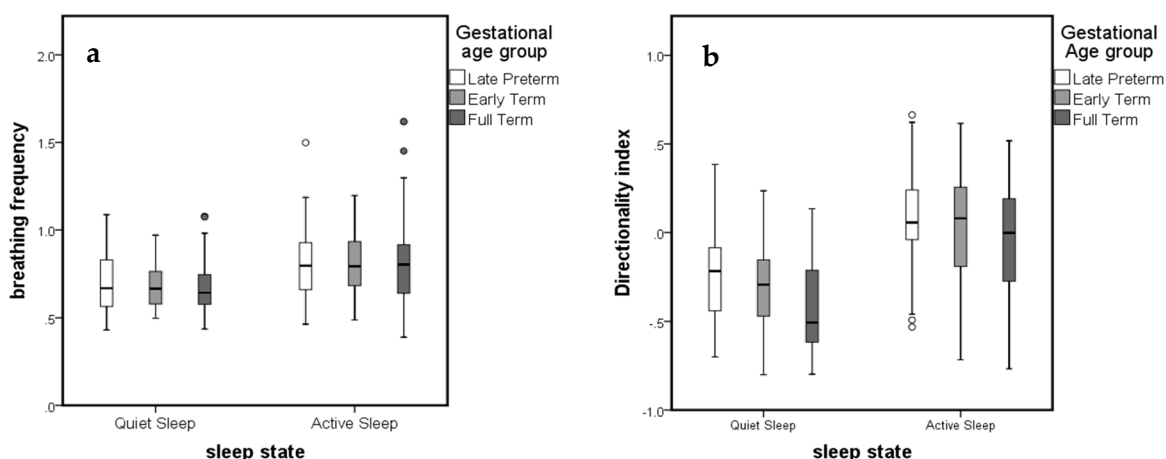 a
Gestational
age group
Late Preterm
Early Term
Full Term
2.0
1.5
1.0
.5
.0
breathing frequency
Quiet Sleep
Active Sleep
sleep state
b
Gestational
Age group
Late Preterm
Early Term
Full Term
1.0
.5
.0
-.5
-1.0
Directionality index
Quiet Sleep
Active Sleep
sleep state